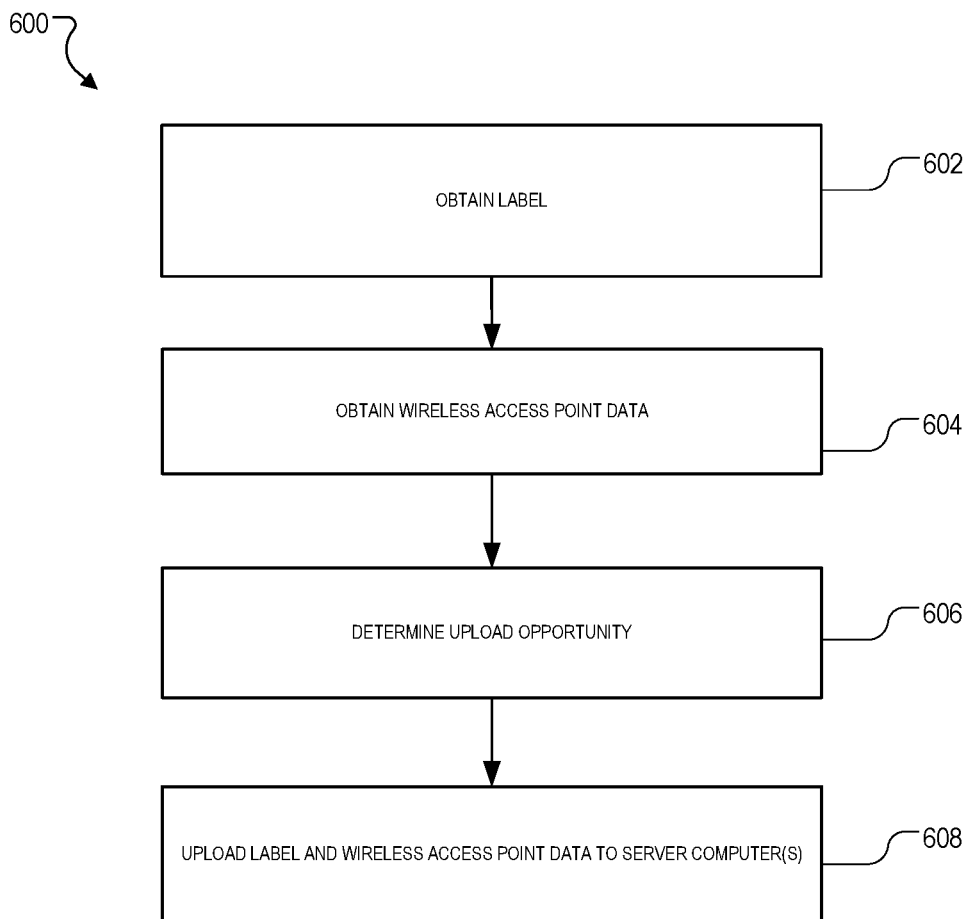 600
OBTAIN LABEL
602
OBTAIN WIRELESS ACCESS POINT DATA
604
DETERMINE UPLOAD OPPORTUNITY
606
UPLOAD LABEL AND WIRELESS ACCESS POINT DATA TO SERVER COMPUTER(S)
608